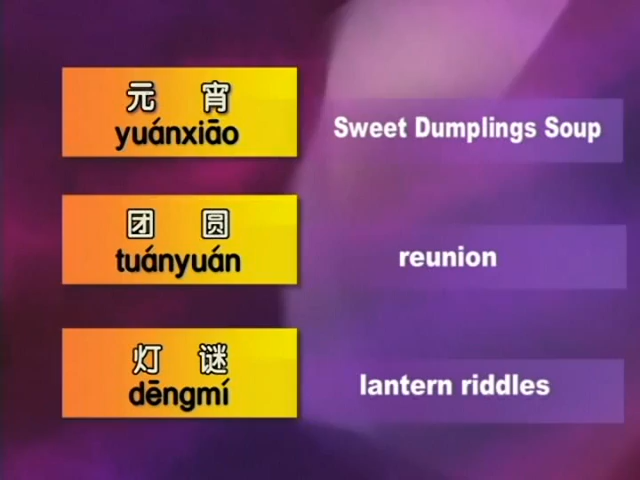 元宵
yuánxiāo
Sweet Dumplings Soup
团圆
tuányuán
reunion
灯谜
dēngmí
lantern riddles